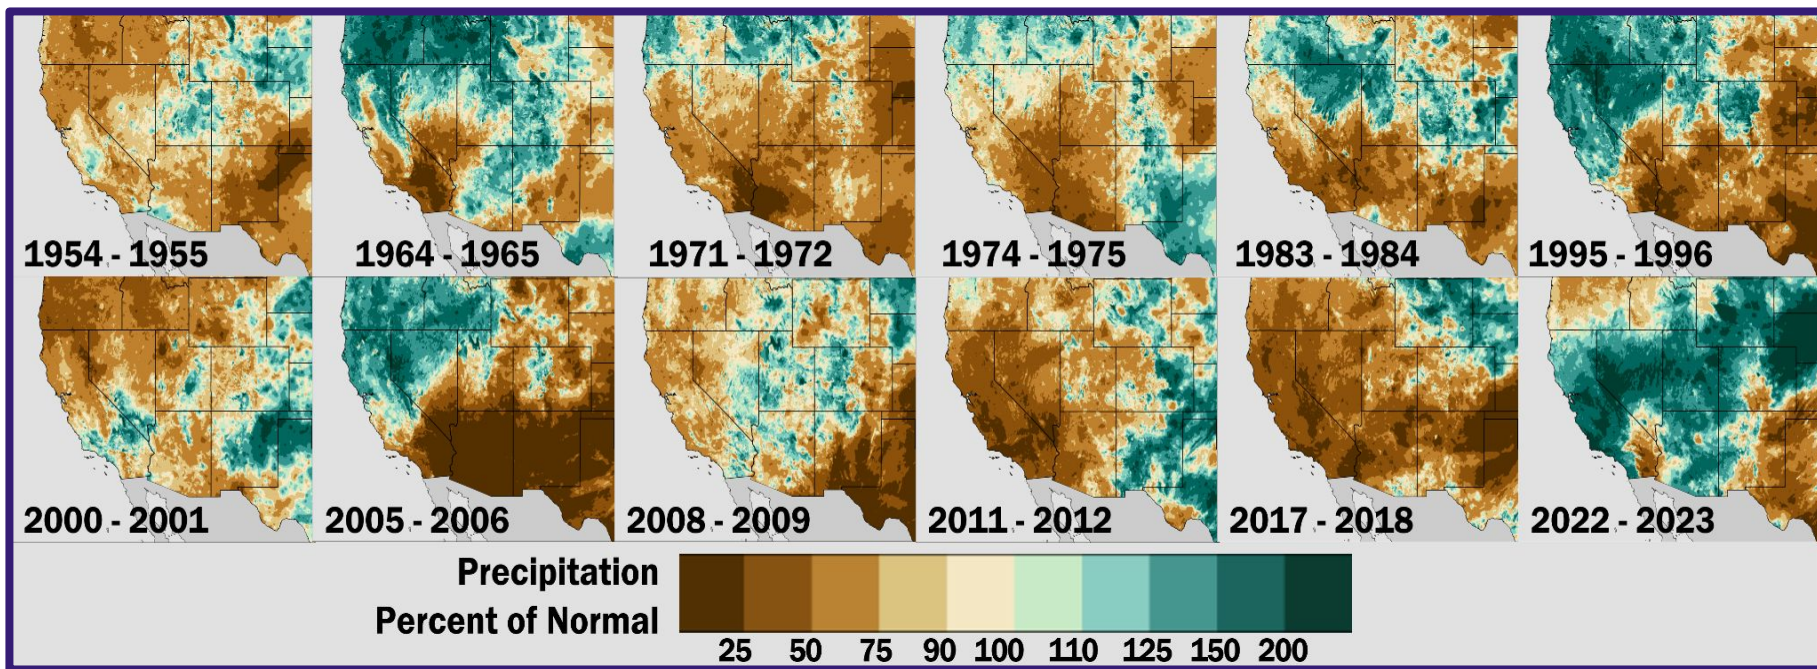 1954 - 1955
1964 - 1965
1971 - 1972
1974 - 1975
1983 - 1984
1995 - 1996
2000 - 2001
2005 - 2006
2008 - 2009
2011 - 2012
2017 - 2018
2022 - 2023
Precipitation
Percent of Normal
25 50 75 90 100 110 125 150 200